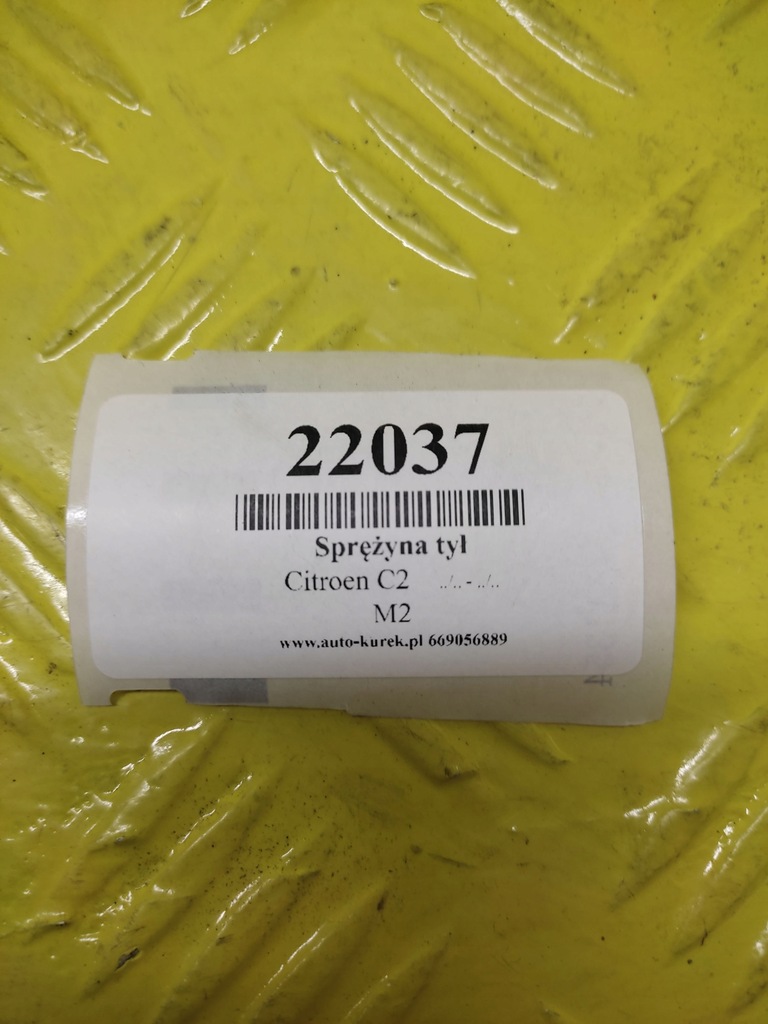 22037
Sprężyna tył
Citroen C2 ../.. - ../..
M2
www.auto-kurek.pl 669056889